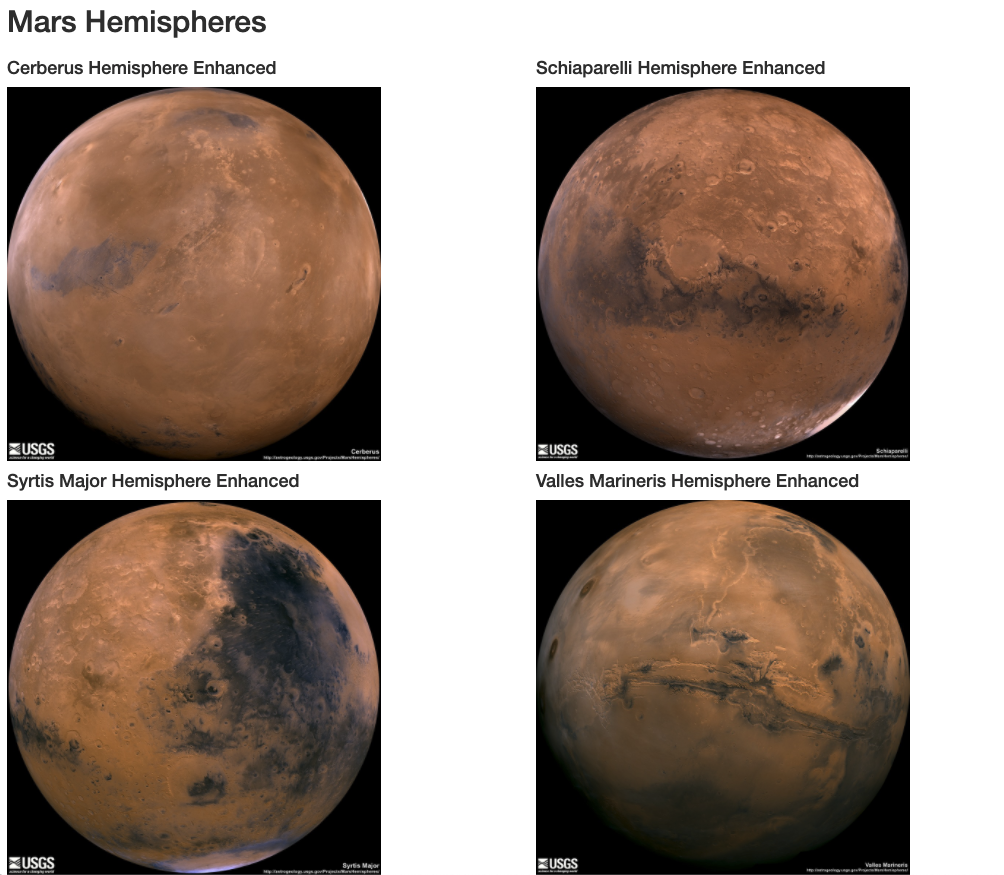 Mars Hemispheres
Cerberus Hemisphere Enhanced
Schiaparelli Hemisphere Enhanced
USGS
science for a changing world
Cerberus
http://astrogeology.usgs.gov/Projects/MarsHemispheres/
USGS
science for a changing world
Schiaparelli
http://astrogeology.usgs.gov/Projects/MarsHemispheres/
Syrtis Major Hemisphere Enhanced
Valles Marineris Hemisphere Enhanced
USGS
science for a changing world
Syrtis Major
http://astrogeology.usgs.gov/Projects/MarsHemispheres/
USGS
science for a changing world
Valles Marineris
http://astrogeology.usgs.gov/Projects/MarsHemispheres/